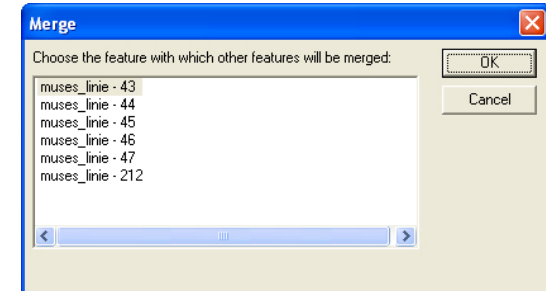 Merge
Choose the feature with which other features will be merged:
OK
muses_linie - 43
Cancel
muses_linie - 44
muses_linie - 45
muses_linie - 46
muses_linie - 47
muses_linie - 212